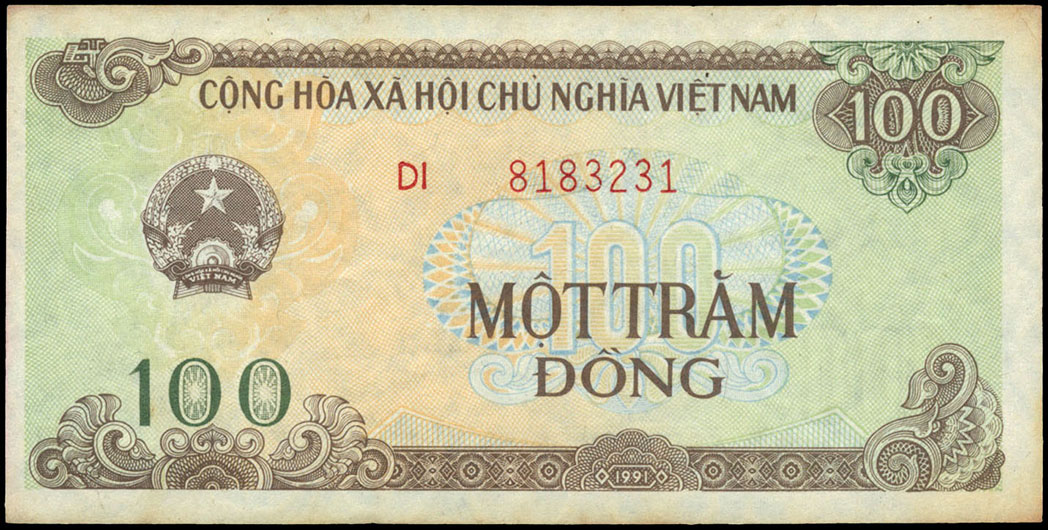 CỘNG HÒA XÃ HỘI CHỦ NGHĨA VIỆT NAM
100
DI 8183231
100
VIỆT NAM
MỘT TRĂM
ĐỒNG
100
1991